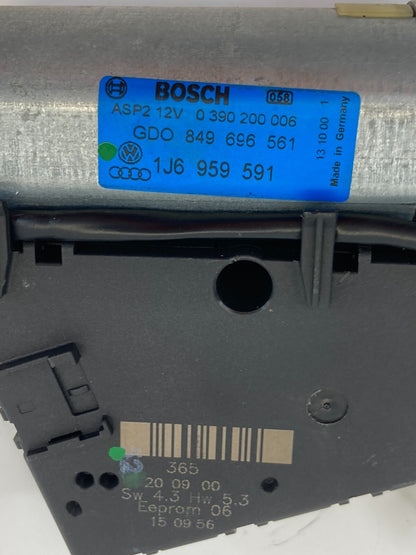 BOSCH 058
ASP2 12V 0 390 200 006
GDO 849 696 561
1J6 959 591
13 10 00 1
Made in Germany
365
20 09 00
Sw 4.3 Hw 5.3
Eeprom 06
15 09 56